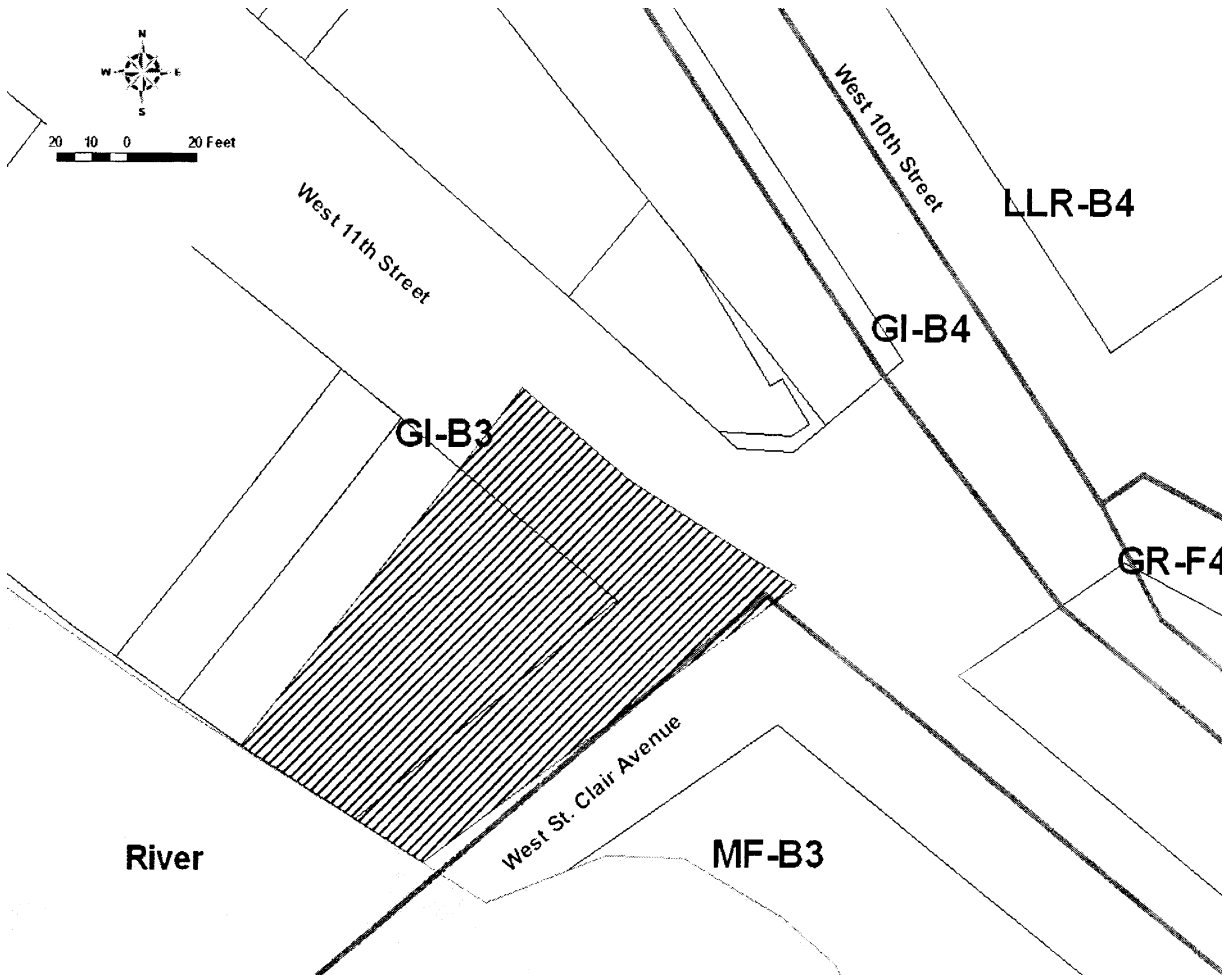 N
W E
S
20 10 0 20 Feet
West 10th Street
West 11th Street
LLR-B4
GI-B4
GI-B3
GR-F4
West St. Clair Avenue
River
MF-B3